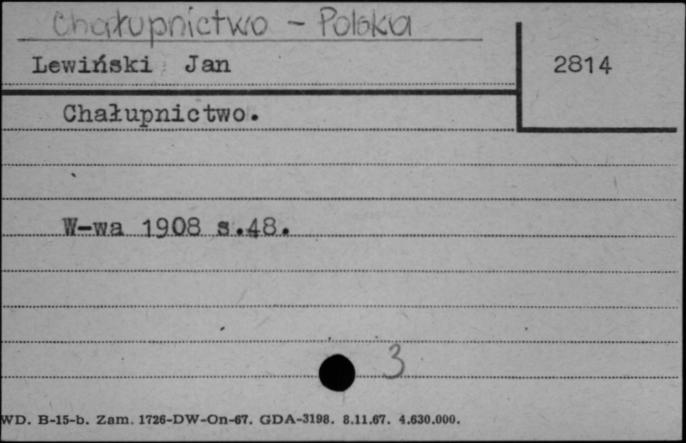 Chałupnictwo - Polska
Lewiński Jan
2814
Chałupnictwo.
W-wa 1908 s.48.
3
WD. B-15-b. Zam. 1726-DW-On-67. GDA-3198. 8.11.67. 4.630.000.